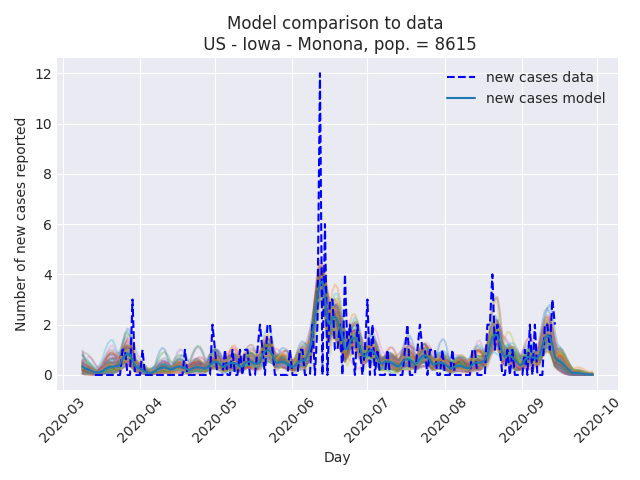 Model comparison to data
US - Iowa - Monona, pop. = 8615
new cases data
new cases model
Number of new cases reported
12
10
8
6
4
2
0
2020-03
2020-04
2020-05
2020-06
2020-07
2020-08
2020-09
2020-10
Day